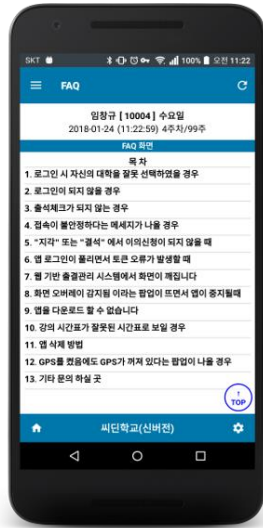 SKT 100% 오전 11:22
FAQ
임창규 [ 10004 ] 수요일
2018-01-24 (11:22:59) 4주차/99주
FAQ 화면
목 차
1. 로그인 시 자신의 대학을 잘못 선택하였을 경우
2. 로그인이 되지 않을 경우
3. 출석체크가 되지 않는 경우
4. 접속이 불안정하다는 메세지가 나올 경우
5. "지각" 또는 "결석" 에서 이의신청이 되지 않을 때
6. 앱 로그인이 풀리면서 토큰 오류가 발생할 때
7. 웹 기반 출결관리 시스템에서 화면이 깨집니다
8. 화면 오버레이 감지됨 이라는 팝업이 뜨면서 앱이 중지될때
9. 앱을 다운로드 할 수 없습니다
10. 강의 시간표가 잘못된 시간표로 보일 경우
11. 앱 삭제 방법
12. GPS를 켰음에도 GPS가 꺼져 있다는 팝업이 나올 경우
13. 기타 문의 하실 곳
↑
TOP
씨딘학교(신버전)